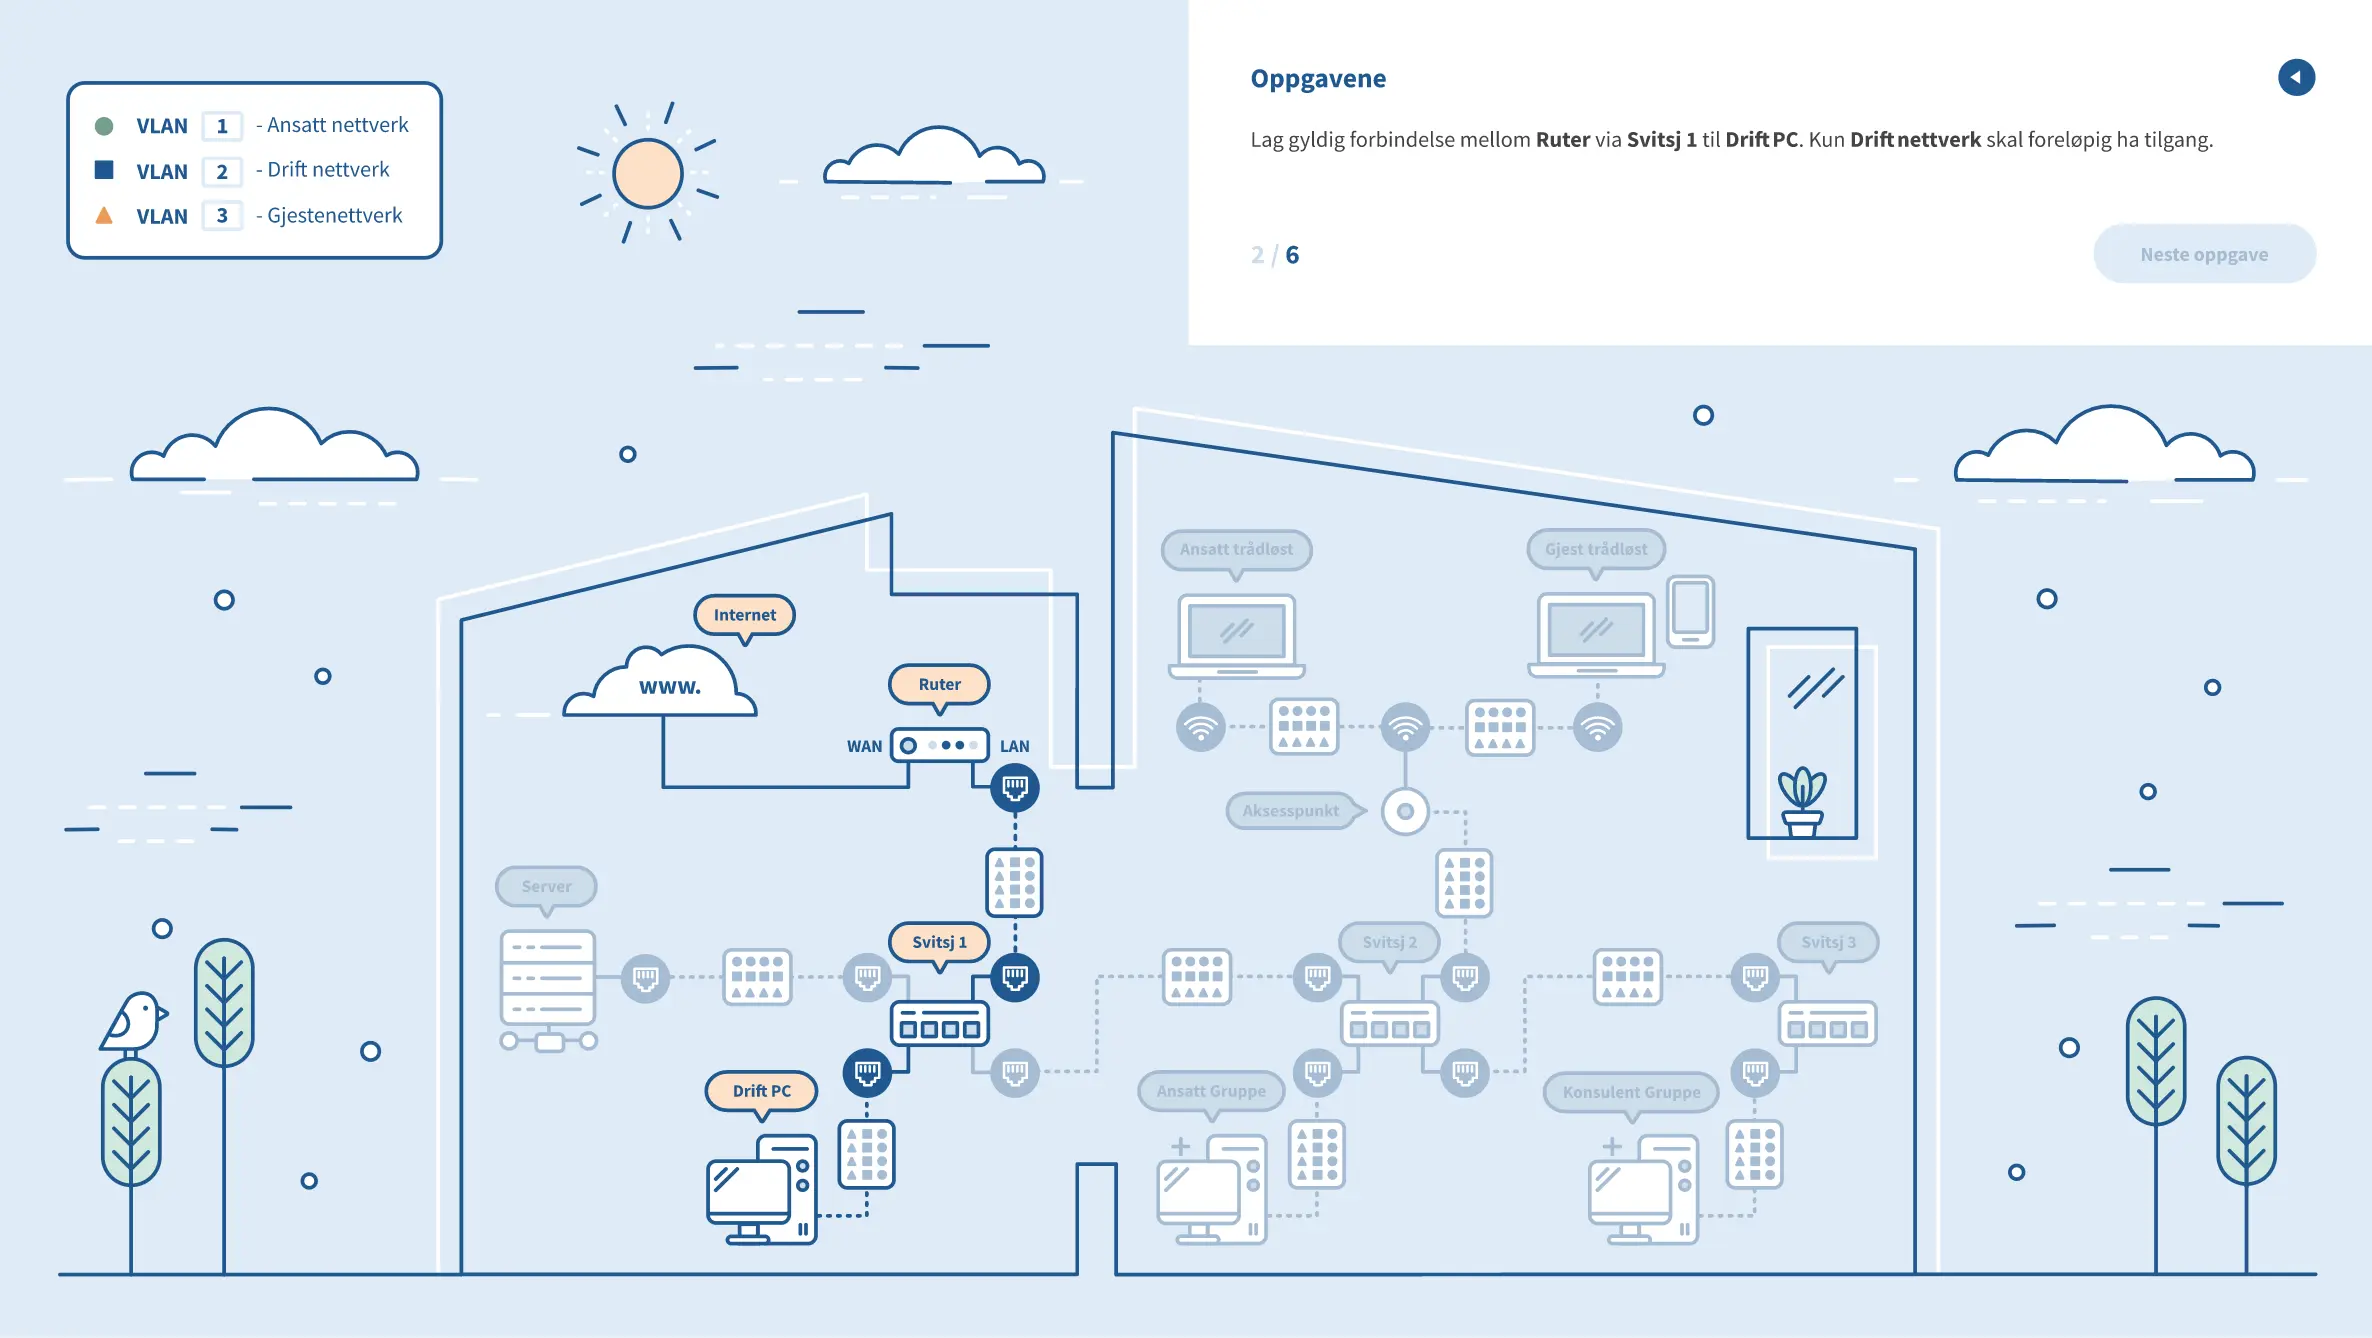 VLAN 1 - Ansatt nettverk
VLAN 2 - Drift nettverk
VLAN 3 - Gjestenettverk
Oppgavene
Lag gyldig forbindelse mellom Ruter via Svitsj 1 til Drift PC. Kun Drift nettverk skal foreløpig ha tilgang.
2 / 6
Neste oppgave
Ansatt trådløst
Gjest trådløst
Internet
www.
Ruter
WAN
LAN
Aksesspunkt
Server
Svitsj 1
Svitsj 2
Svitsj 3
Drift PC
Ansatt Gruppe
Konsulent Gruppe